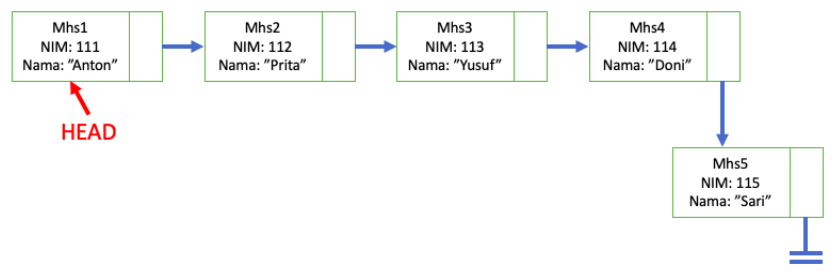 Mhs1
NIM: 111
Nama: ”Anton”
Mhs2
NIM: 112
Nama: ”Prita”
Mhs3
NIM: 113
Nama: ”Yusuf”
Mhs4
NIM: 114
Nama: ”Doni”
HEAD
Mhs5
NIM: 115
Nama: ”Sari”